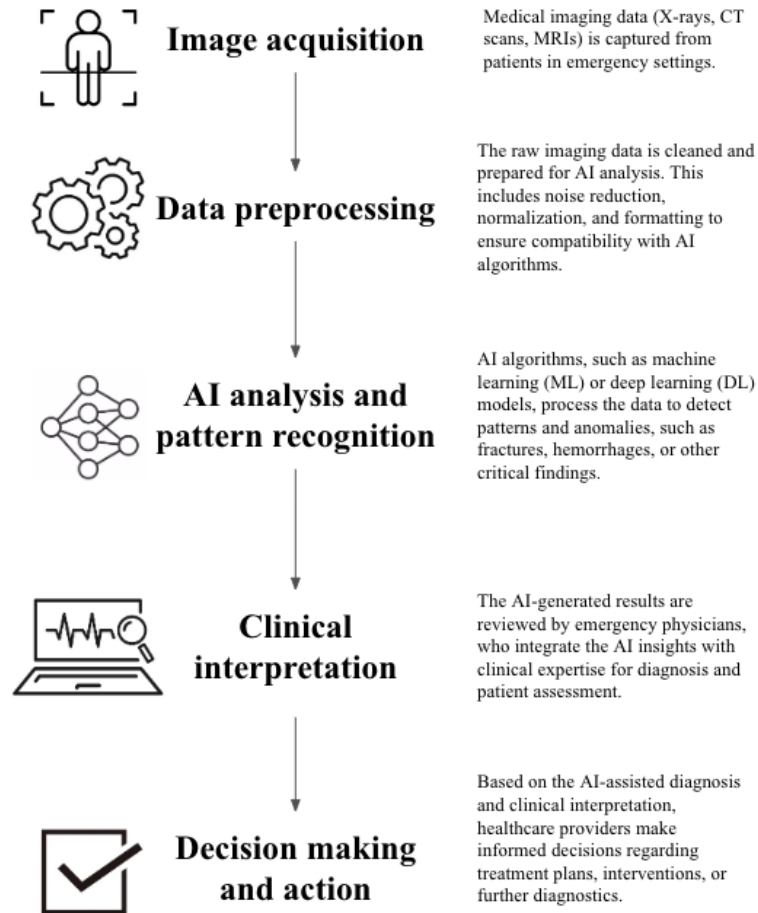 Image acquisition
Medical imaging data (X-rays, CT
scans, MRIs) is captured from
patients in emergency settings.
Data preprocessing
The raw imaging data is cleaned and
prepared for AI analysis. This
includes noise reduction,
normalization, and formatting to
ensure compatibility with AI
algorithms.
AI analysis and
pattern recognition
AI algorithms, such as machine
learning (ML) or deep learning (DL)
models, process the data to detect
patterns and anomalies, such as
fractures, hemorrhages, or other
critical findings.
Clinical
interpretation
The AI-generated results are
reviewed by emergency physicians,
who integrate the AI insights with
clinical expertise for diagnosis and
patient assessment.
Decision making
and action
Based on the AI-assisted diagnosis
and clinical interpretation,
healthcare providers make
informed decisions regarding
treatment plans, interventions, or
further diagnostics.